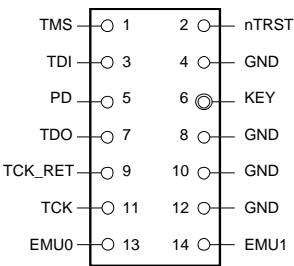 TMS 1 2 nTRST
TDI 3 4 GND
PD 5 6 KEY
TDO 7 8 GND
TCK_RET 9 10 GND
TCK 11 12 GND
EMU0 13 14 EMU1